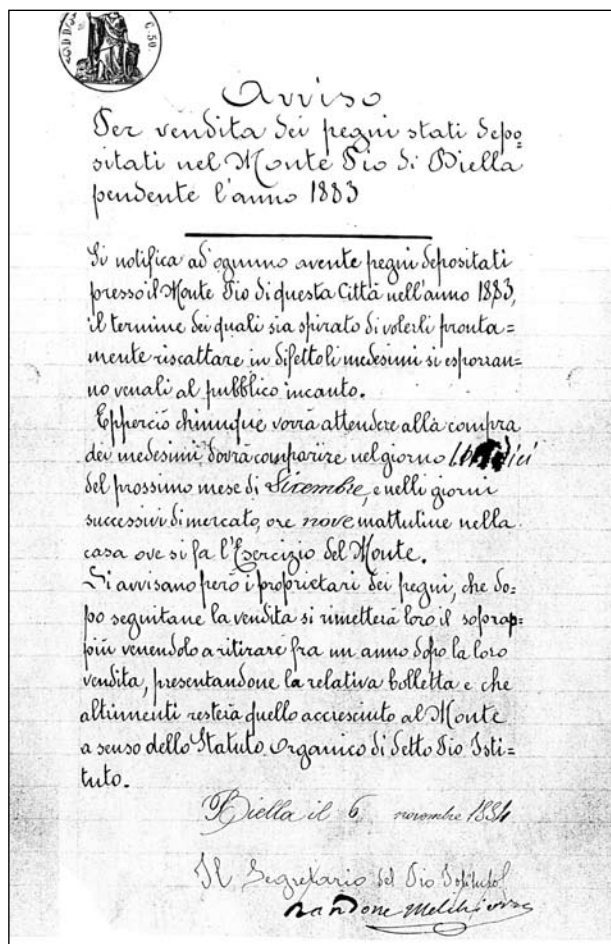 C. 50.
Avviso
Per vendita dei pegni stati depo=
sitati nel Monte Pio di Biella
pendente l'anno 1883
Si notifica ad ognuno avente pegni depositati
presso il Monte Pio di questa Città nell'anno 1883,
il termine dei quali sia spirato di volerli pronta=
mente riscattare in difetto li medesimi si esporran=
no venali al pubblico incanto.
Epperciò chiunque vorrà attendere alla compra
dei medesimi dovrà comparire nel giorno
del prossimo mese di Dicembre, e nelli giorni
successivi di mercato, ore nove mattutine nella
casa ove si fa l'Esercizio del Monte.
Si avvisano però i proprietari dei pegni, che do=
po seguitane la vendita si rimetterà loro il soprap=
più venendolo a ritirare fra un anno dopo la loro
vendita, presentandone la relativa bolletta e che
altrimenti resterà quello accresciuto al Monte
a senso dello Statuto Organico di detto Pio Isti=
tuto.
Biella il 6 novembre 1884
Il Segretario del Pio Istituto